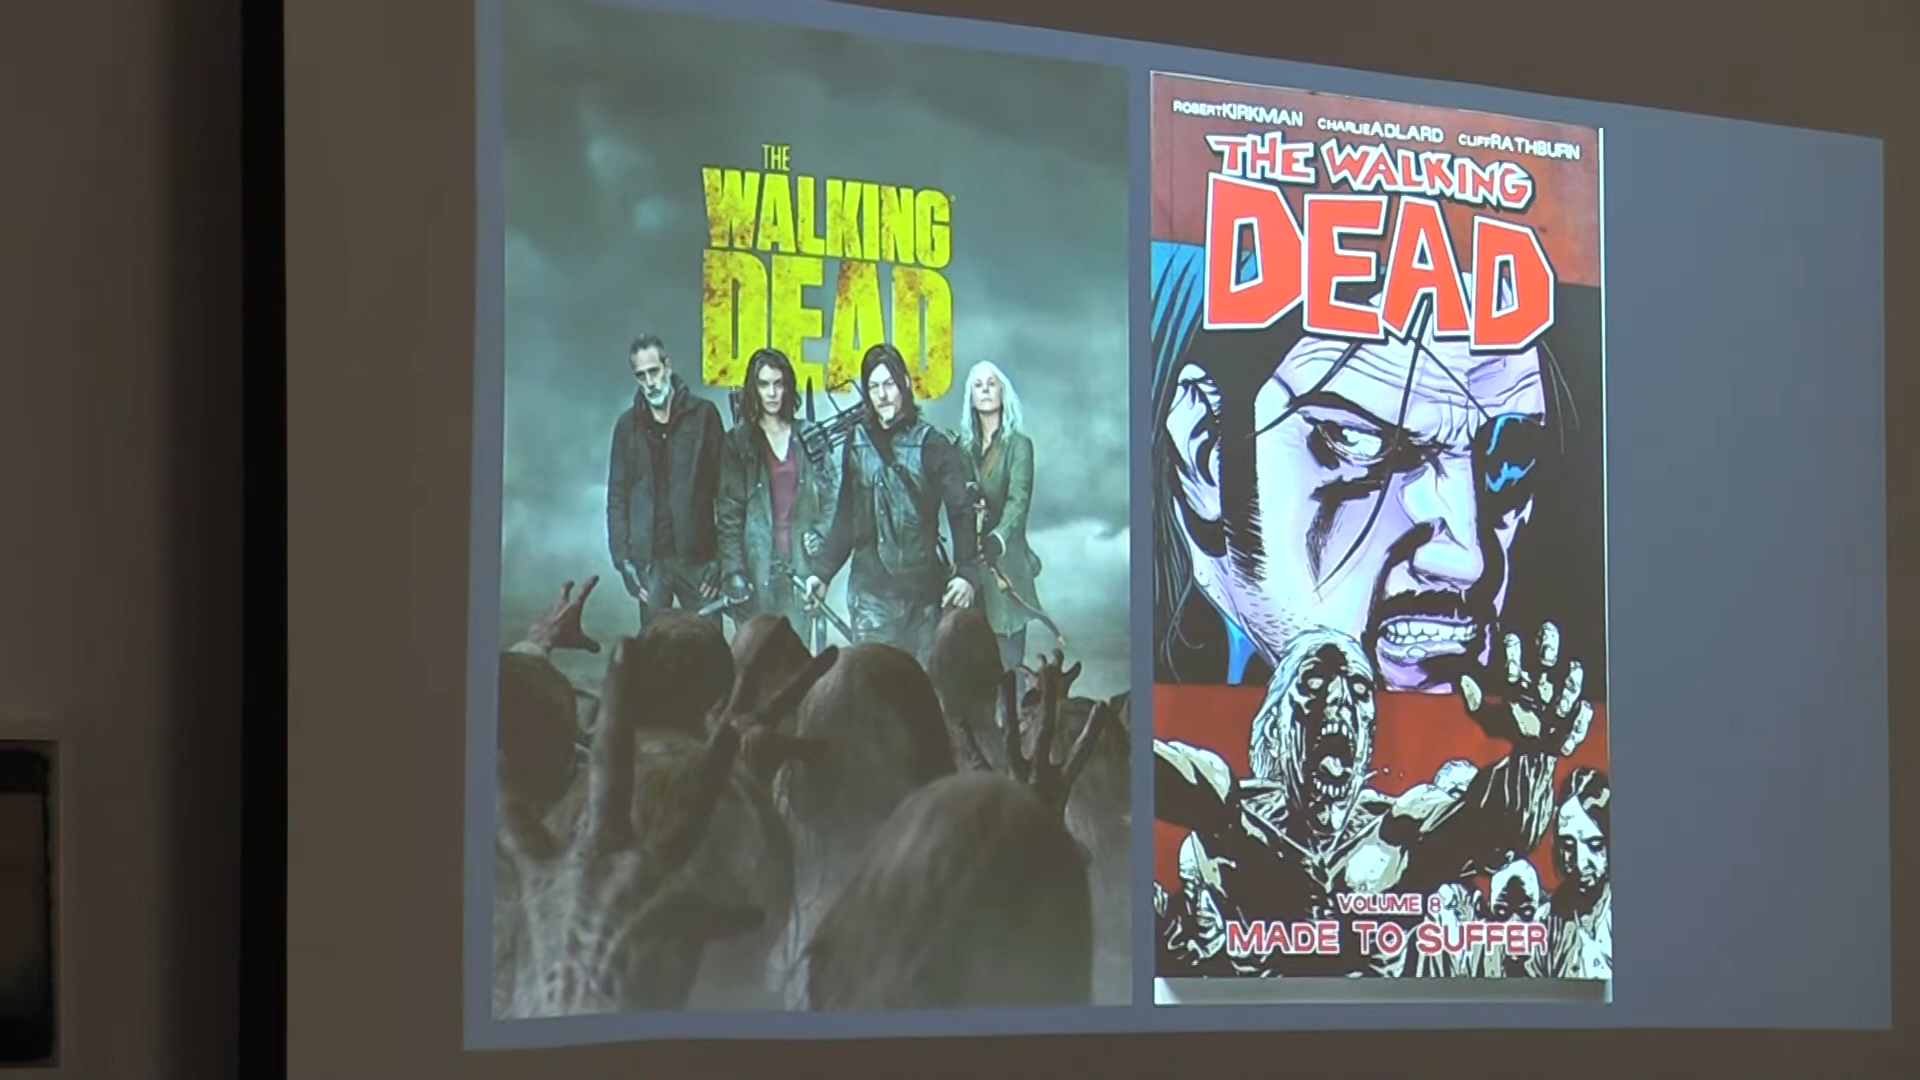 THE
WALKING
DEAD
ROBERTKIRKMAN CHARLIEADLARD CLIFFRATHBURN
THE WALKING
DEAD
VOLUME 8
MADE TO SUFFER